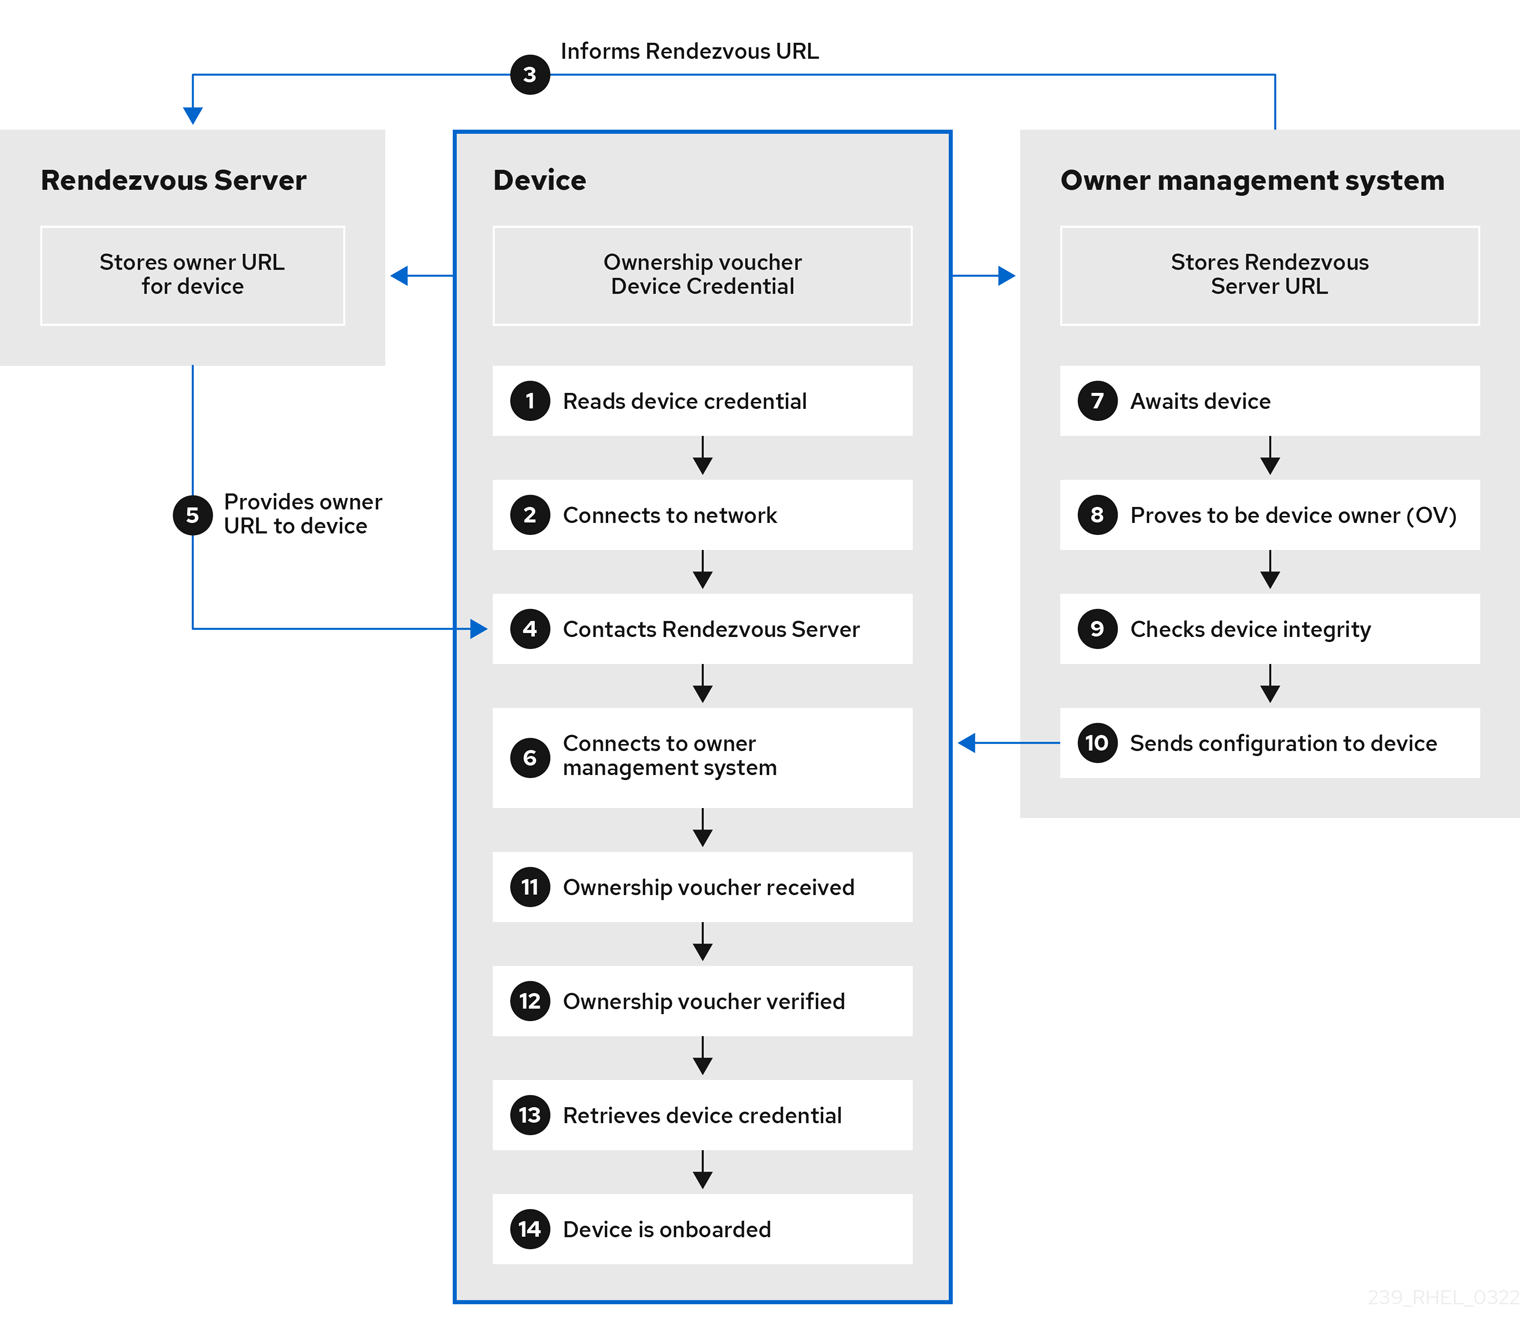 Informs Rendezvous URL
3
Rendezvous Server
Stores owner URL
for device
5
Provides owner
URL to device
Device
Ownership voucher
Device Credential
1 Reads device credential
2 Connects to network
4 Contacts Rendezvous Server
6 Connects to owner
management system
11 Ownership voucher received
12 Ownership voucher verified
13 Retrieves device credential
14 Device is onboarded
Owner management system
Stores Rendezvous
Server URL
7 Awaits device
8 Proves to be device owner (OV)
9 Checks device integrity
10 Sends configuration to device
239_RHEL_0322